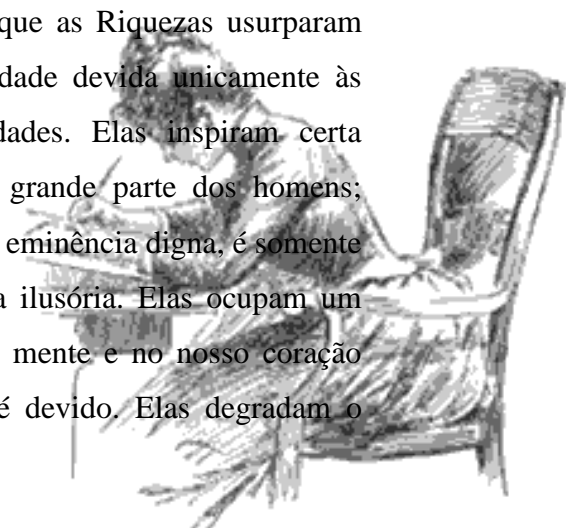 que as Riquezas usurparam
dade devida unicamente às
dades. Elas inspiram certa
grande parte dos homens;
eminência digna, é somente
a ilusória. Elas ocupam um
mente e no nosso coração
é devido. Elas degradam o